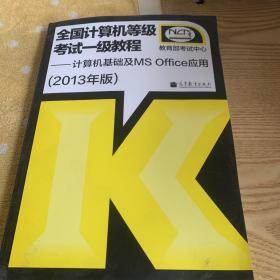 全国计算机等级
考试一级教程
——计算机基础及MS Office应用
(2013年版)
教育部考试中心
高等教育出版社